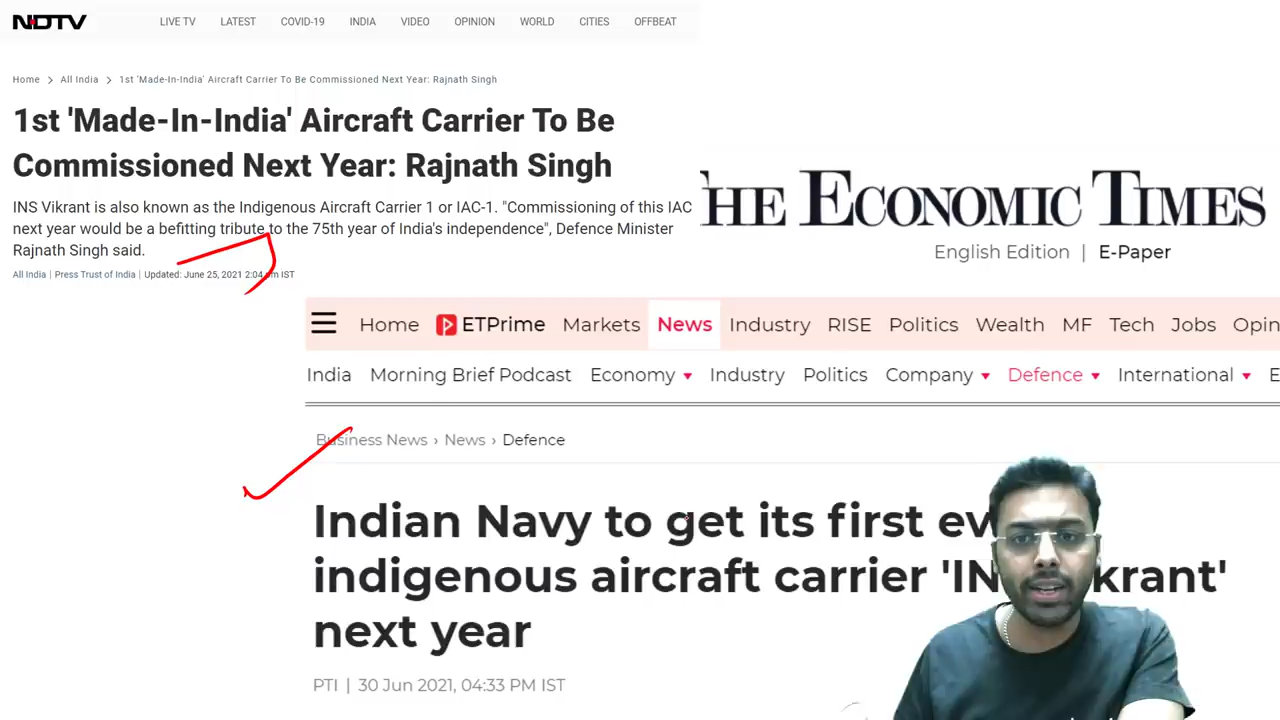 NDTV
LIVE TV LATEST COVID-19 INDIA VIDEO OPINION WORLD CITIES OFFBEAT
Home > All India > 1st 'Made-In-India' Aircraft Carrier To Be Commissioned Next Year: Rajnath Singh
1st 'Made-In-India' Aircraft Carrier To Be
Commissioned Next Year: Rajnath Singh
INS Vikrant is also known as the Indigenous Aircraft Carrier 1 or IAC-1. "Commissioning of this IAC
next year would be a befitting tribute to the 75th year of India's independence", Defence Minister
Rajnath Singh said.
All India | Press Trust of India | Updated: June 25, 2021 2:04 pm IST
THE ECONOMIC TIMES
English Edition | E-Paper
Home ETPrime Markets News Industry RISE Politics Wealth MF Tech Jobs Opin
India Morning Brief Podcast Economy Industry Politics Company Defence International E
Business News › News › Defence
Indian Navy to get its first ev
indigenous aircraft carrier 'IN krant'
next year
PTI | 30 Jun 2021, 04:33 PM IST